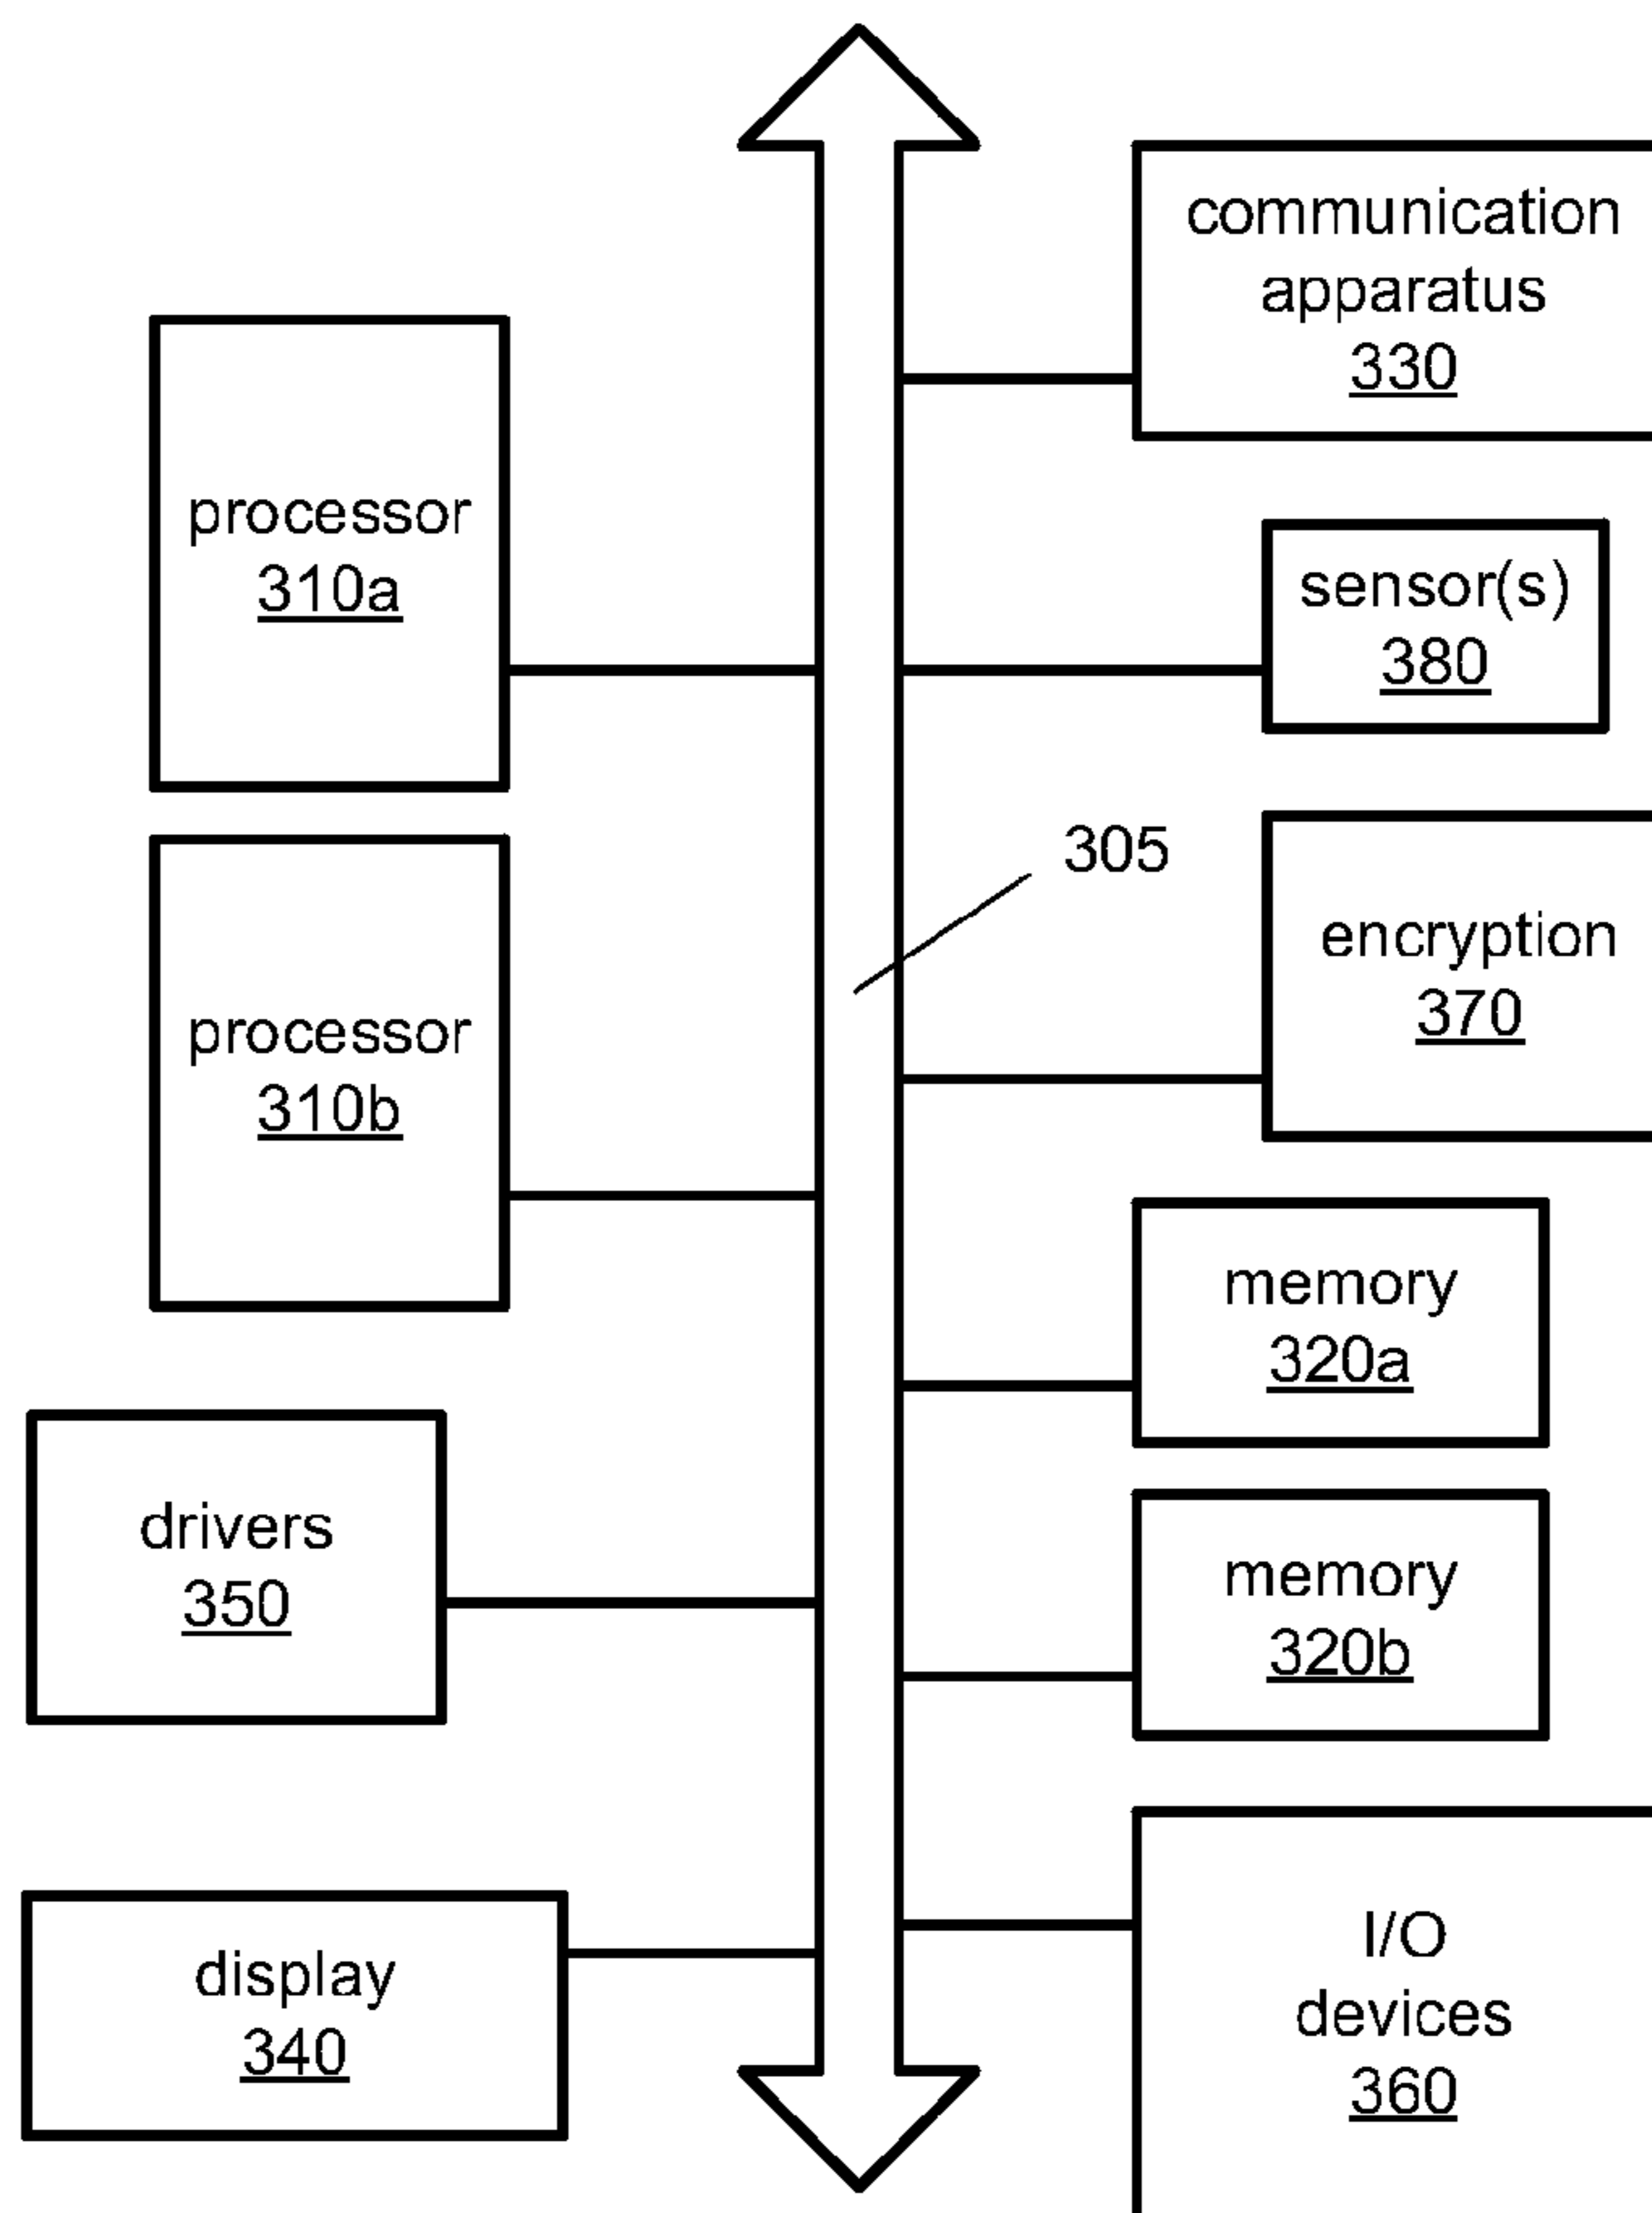 communication
apparatus
330
processor
310a
sensor(s)
380
305
encryption
370
processor
310b
memory
320a
drivers
350
memory
320b
display
340
I/O
devices
360